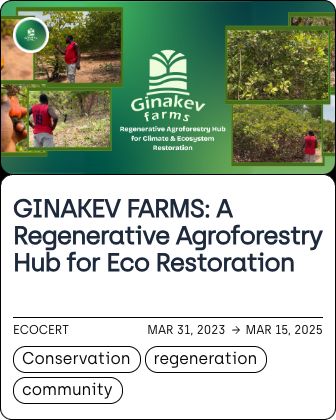 Ginakev
farms
Regenerative Agroforestry Hub
for Climate & Ecosystem
Restoration
GINAKEV FARMS: A
Regenerative Agroforestry
Hub for Eco Restoration
ECOCERT
MAR 31, 2023 → MAR 15, 2025
Conservation
regeneration
community